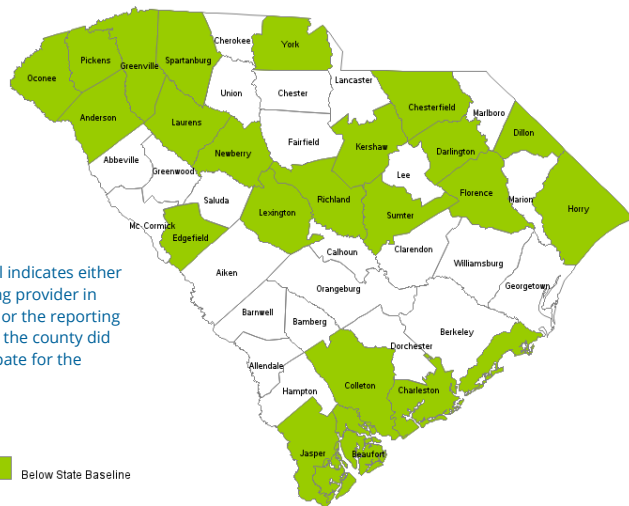 Cherokee
York
Pickens
Spartanburg
Greenville
Oconee
Lancaster
Union
Chester
Chesterfield
Marlboro
Anderson
Laurens
Dillon
Fairfield
Kershaw
Darlington
Newberry
Abbeville
Greenwood
Lee
Florence
Marion
Saluda
Richland
Horry
Lexington
Sumter
Mc Cormick
Edgefield
Calhoun
Clarendon
Williamsburg
Aiken
Georgetown
Orangeburg
Barnwell
Bamberg
Berkeley
Dorchester
Allendale
Colleton
Charleston
Hampton
Jasper
Beaufort
l indicates either
g provider in
or the reporting
the county did
pate for the
Below State Baseline